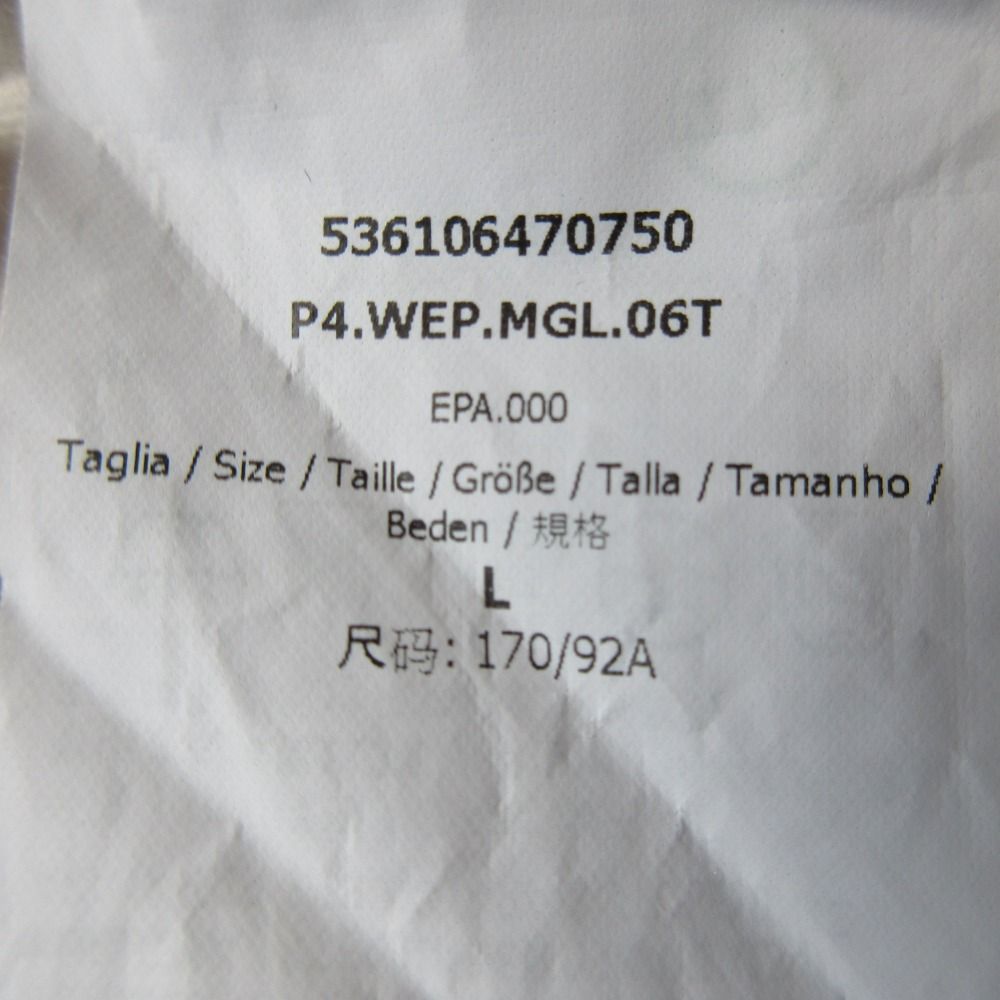 536106470750
P4.WEP.MGL.06T
EPA.000
Taglia / Size / Taille / Größe / Talla / Tamanho /
Beden / 規格
L
尺码: 170/92A